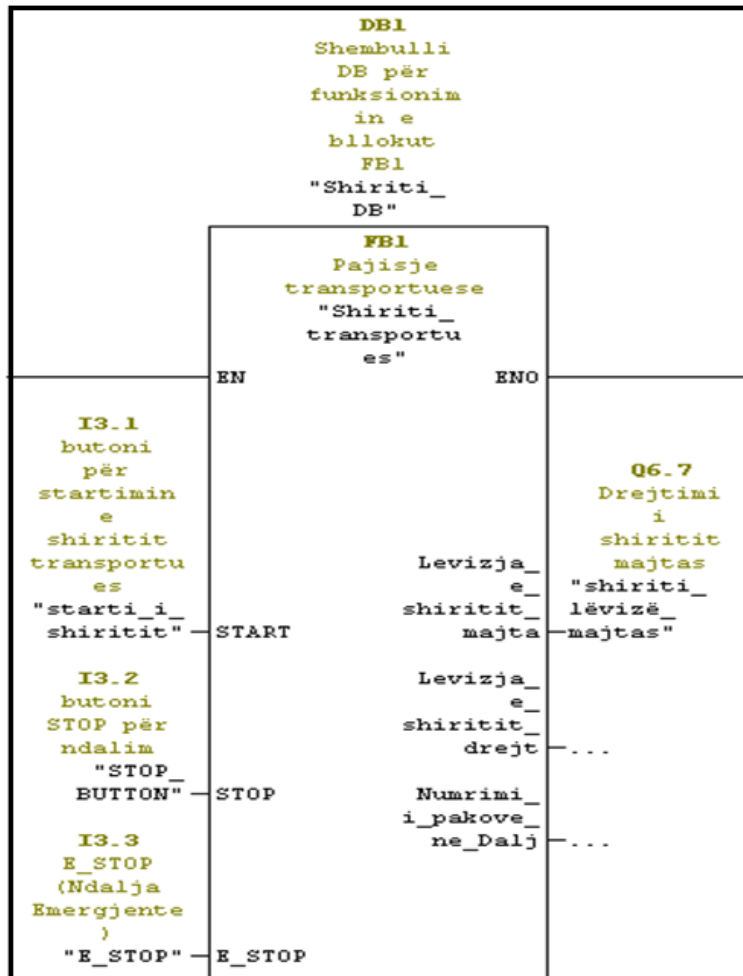 DB1
Shembulli
DB për
funksionim
in e
bllokut
FB1
"Shiriti_
DB"
FB1
Pajisje
transportuese
"Shiriti_
transportu
es"
EN
ENO
I3.1
butoni
për
startimin
e
shiritit
transportu
es
"starti_i_
shiritit"
START
Levizja_
e_
shiritit_
majta
Q6.7
Drejtimi
i
shiritit
majtas
"shiriti_
lëvizë_
majtas"
I3.2
butoni
STOP për
ndalim
"STOP_
BUTTON"
STOP
Levizja_
e_
shiritit_
drejt
...
Numrimi_
i_pakove_
ne_Dalj
...
I3.3
E_STOP
(Ndalja
Emergjente
)
"E_STOP"
E_STOP